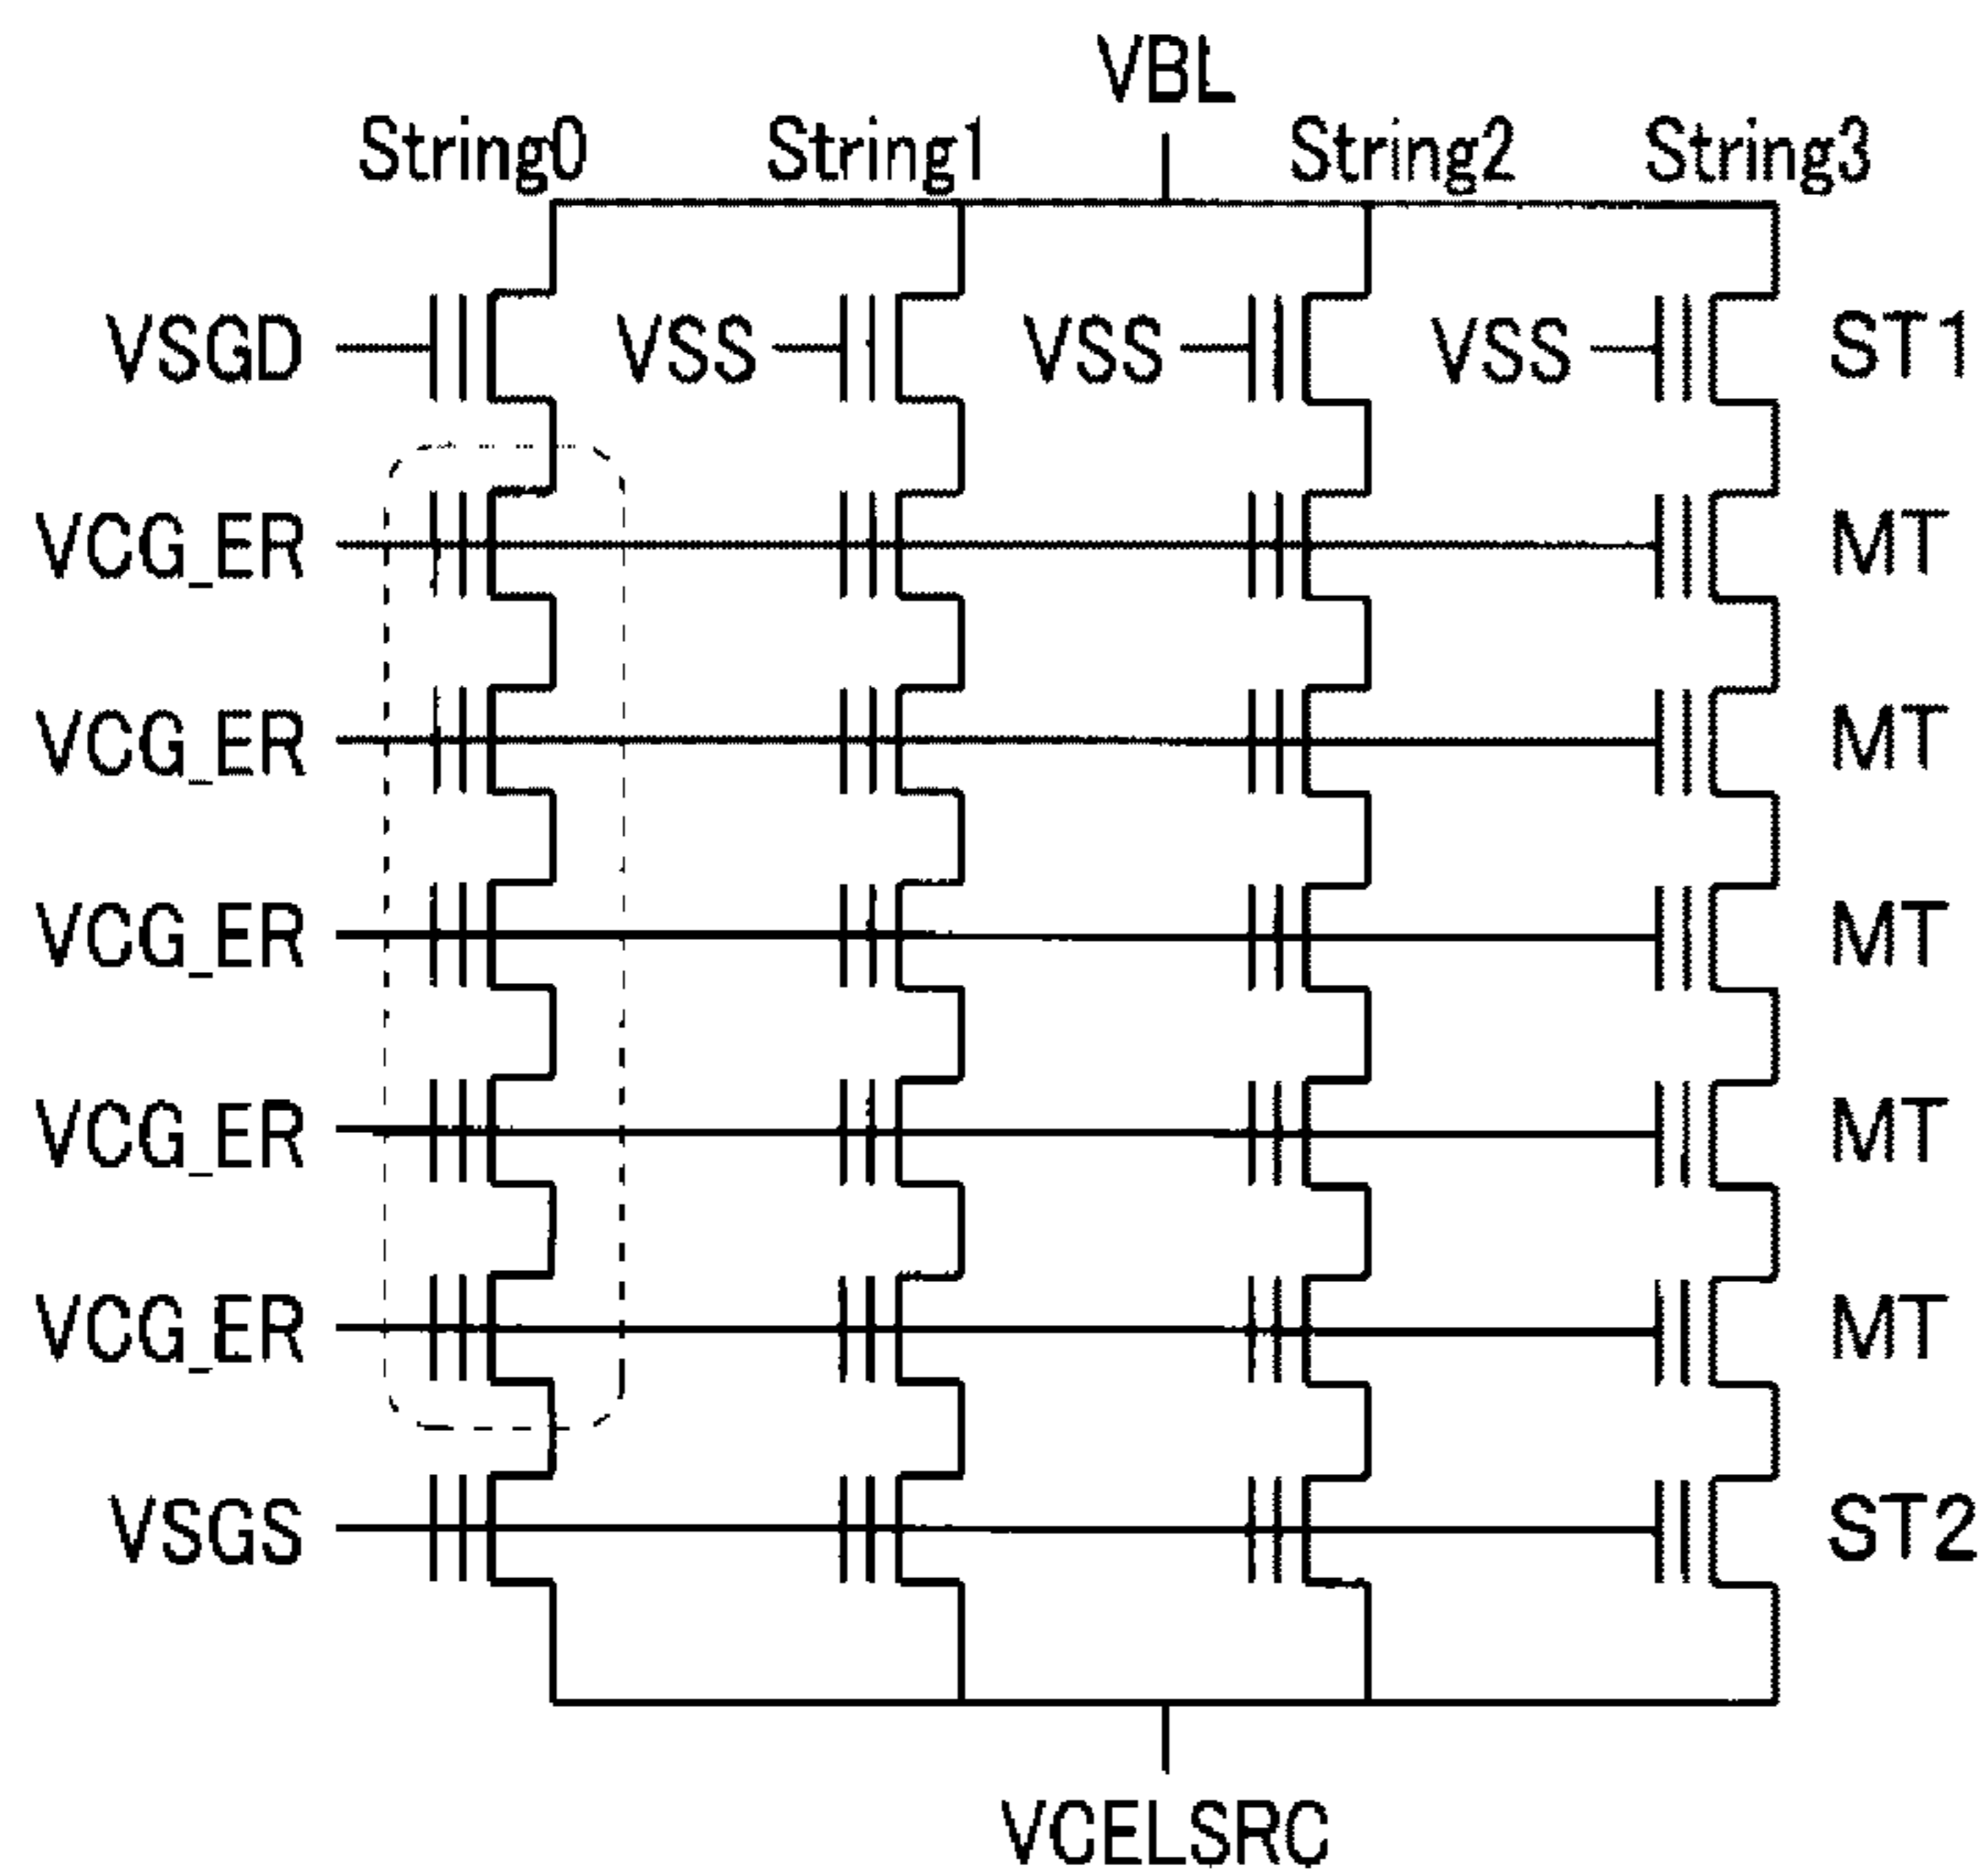 VBL
String0 String1 String2 String3
VSGD VSS VSS VSS ST1
VCG_ER MT
VCG_ER MT
VCG_ER MT
VCG_ER MT
VCG_ER MT
VSGS ST2
VCELSRC